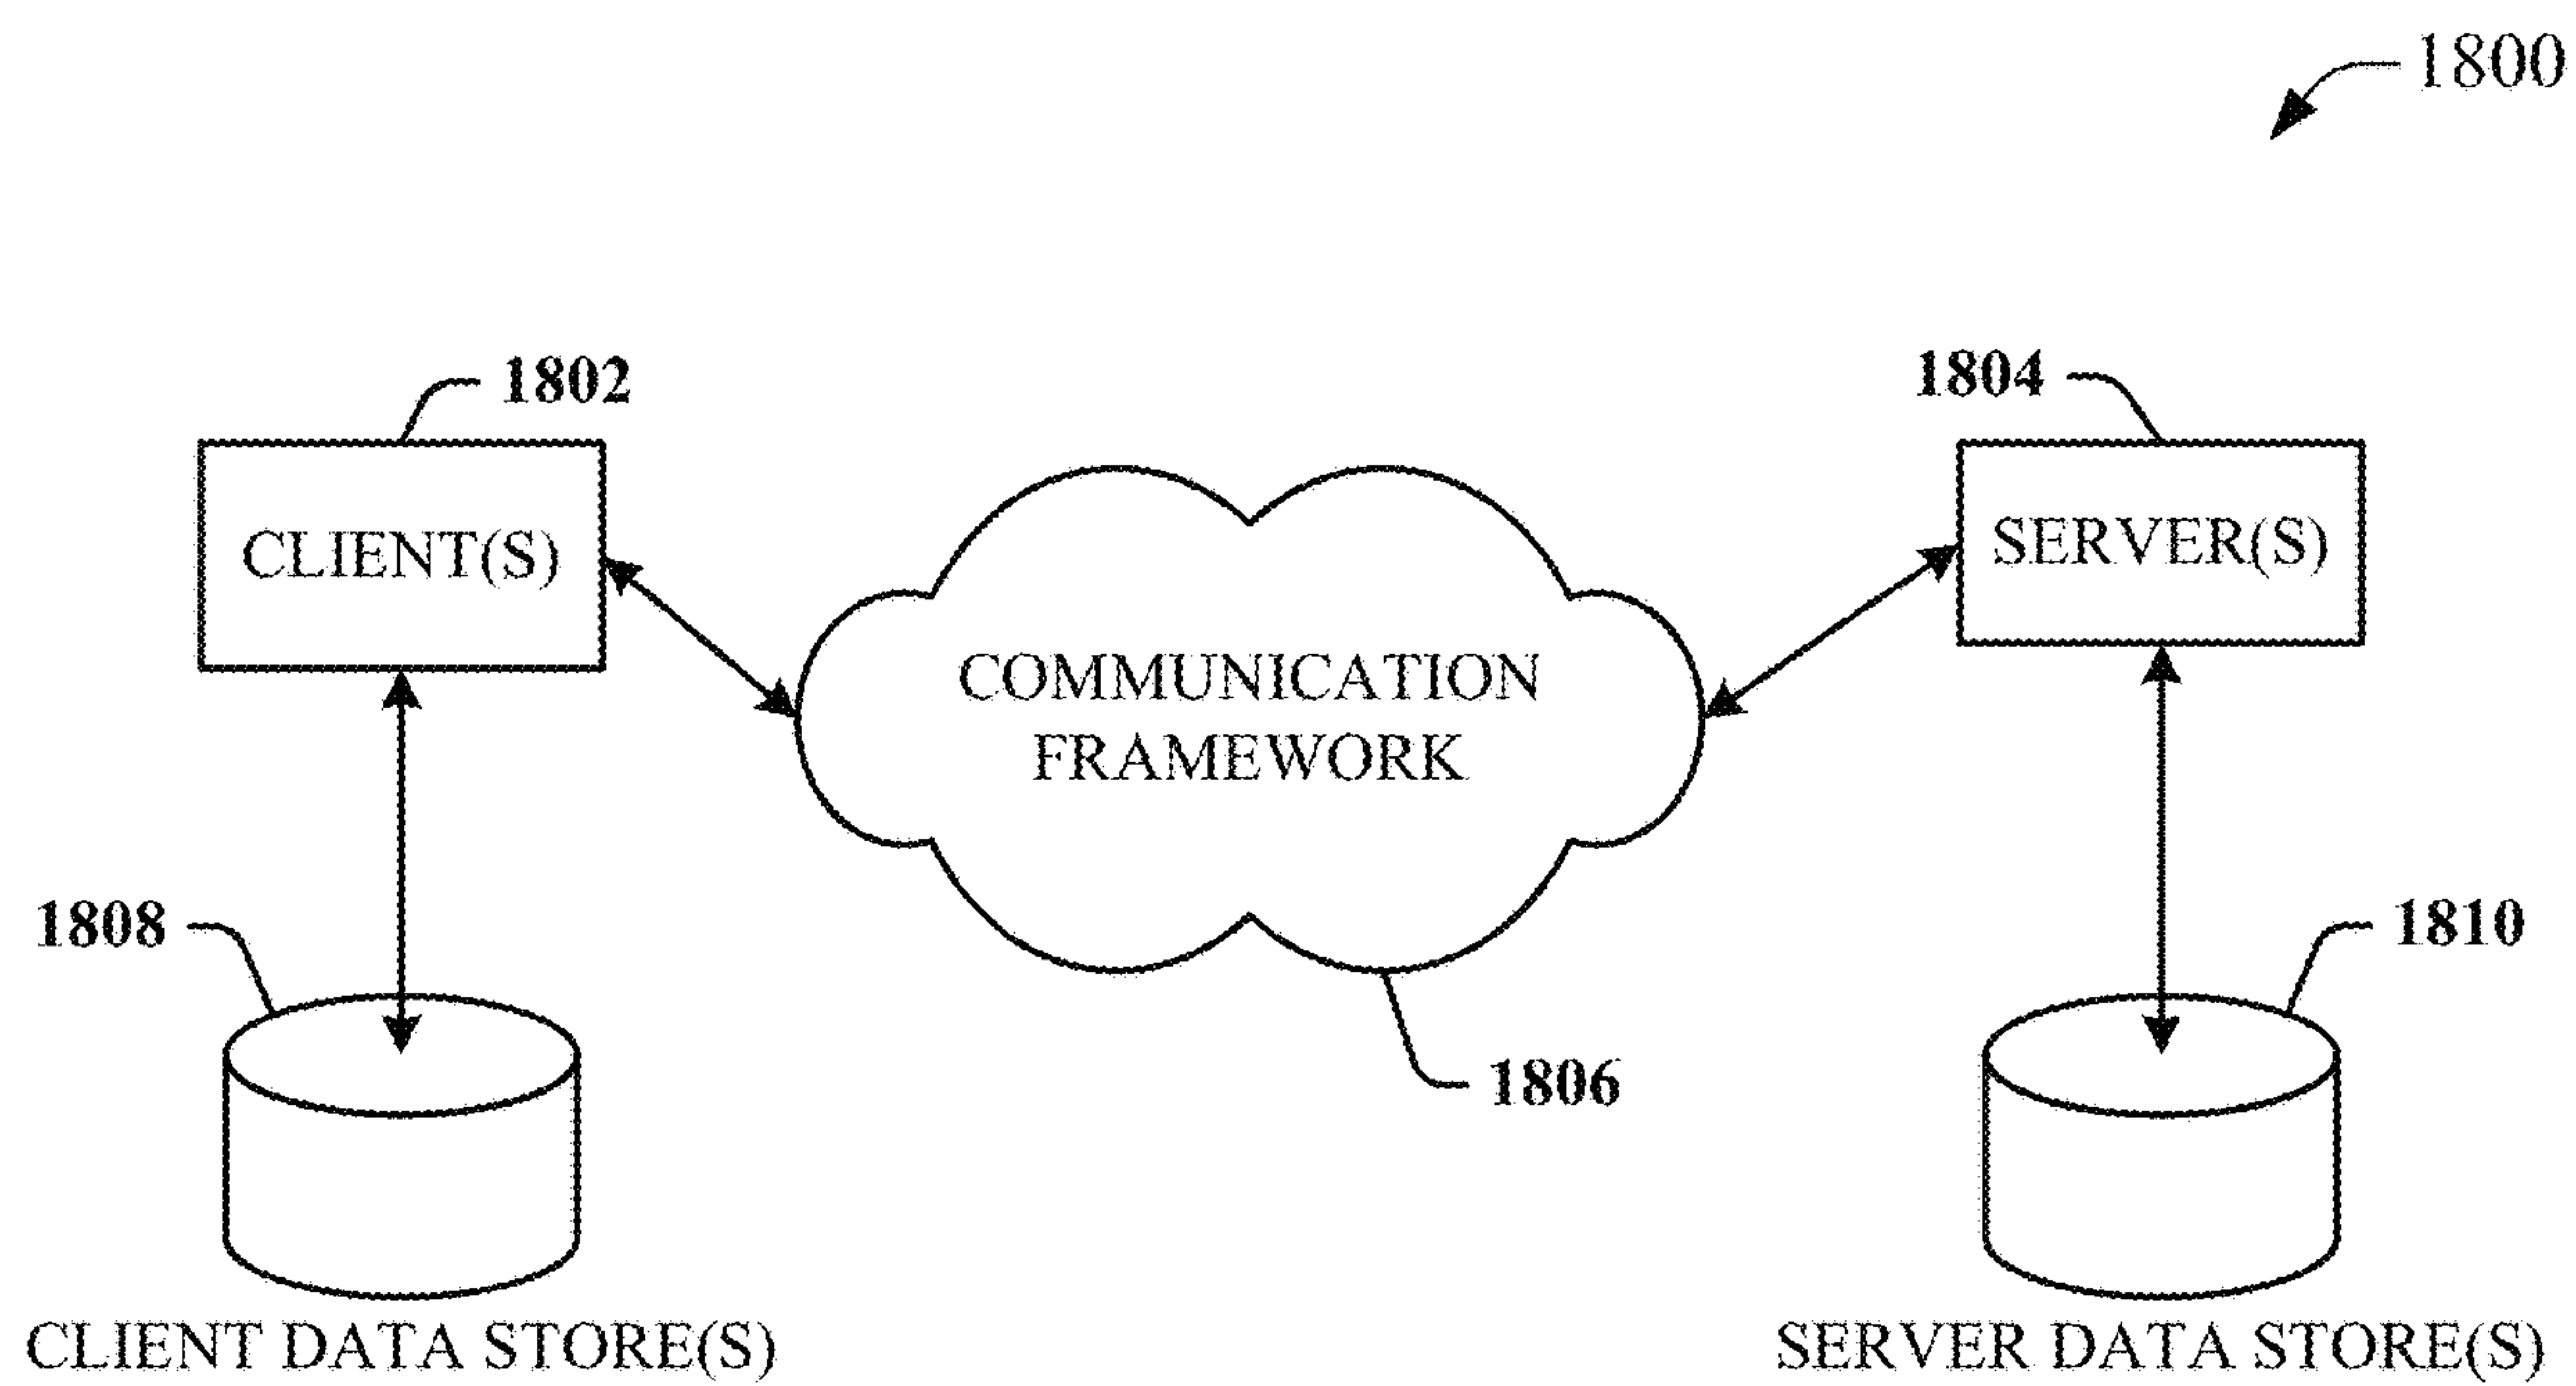 1800
1802
1804
CLIENT(S)
SERVER(S)
COMMUNICATION
FRAMEWORK
1808
1810
1806
CLIENT DATA STORE(S)
SERVER DATA STORE(S)